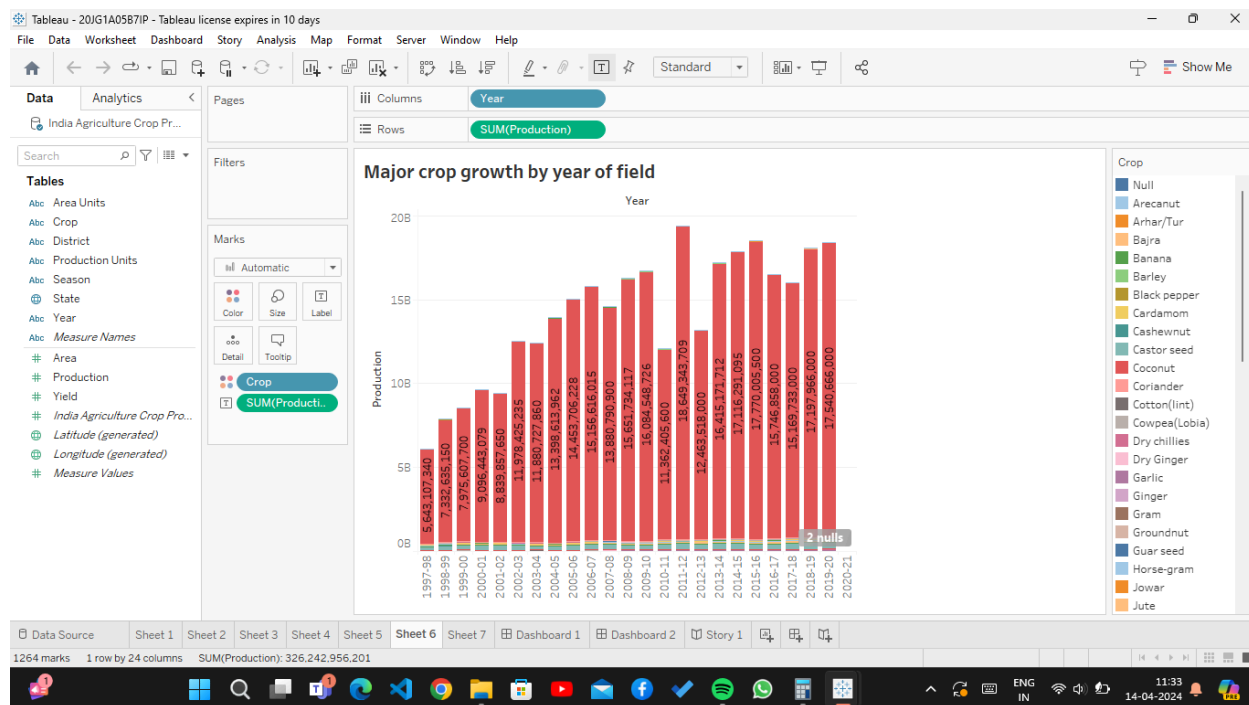 Tableau - 20JG1A05B7IP - Tableau license expires in 10 days
File Data Worksheet Dashboard Story Analysis Map Format Server Window Help
Standard
Show Me
Data Analytics
India Agriculture Crop Pr...
Search
Tables
Abc Area Units
Abc Crop
Abc District
Abc Production Units
Abc Season
State
Abc Year
Abc Measure Names
# Area
# Production
# Yield
# India Agriculture Crop Pro...
Latitude (generated)
Longitude (generated)
# Measure Values
Pages
Filters
Marks
Automatic
Color Size Label
Detail Tooltip
Crop
SUM(Producti..
Columns Year
Rows SUM(Production)
Major crop growth by year of field
Year
Production
20B
15B
10B
5B
0B
5,643,107,340
7,332,635,150
7,975,607,700
9,096,443,079
8,839,857,650
11,978,425,235
11,880,727,860
13,398,613,962
14,453,706,228
15,156,616,015
13,880,790,900
15,651,734,117
16,084,548,726
11,362,405,600
18,649,343,709
12,463,518,000
16,415,171,712
17,116,291,095
17,770,005,500
15,746,858,000
15,169,733,000
17,197,966,000
17,540,666,000
2 nulls
1997-98
1998-99
1999-00
2000-01
2001-02
2002-03
2003-04
2004-05
2005-06
2006-07
2007-08
2008-09
2009-10
2010-11
2011-12
2012-13
2013-14
2014-15
2015-16
2016-17
2017-18
2018-19
2019-20
2020-21
Crop
Null
Arecanut
Arhar/Tur
Bajra
Banana
Barley
Black pepper
Cardamom
Cashewnut
Castor seed
Coconut
Coriander
Cotton(lint)
Cowpea(Lobia)
Dry chillies
Dry Ginger
Garlic
Ginger
Gram
Groundnut
Guar seed
Horse-gram
Jowar
Jute
Data Source Sheet 1 Sheet 2 Sheet 3 Sheet 4 Sheet 5 Sheet 6 Sheet 7 Dashboard 1 Dashboard 2 Story 1
1264 marks 1 row by 24 columns SUM(Production): 326,242,956,201
1
1
ENG
IN
11:33
14-04-2024
PRE